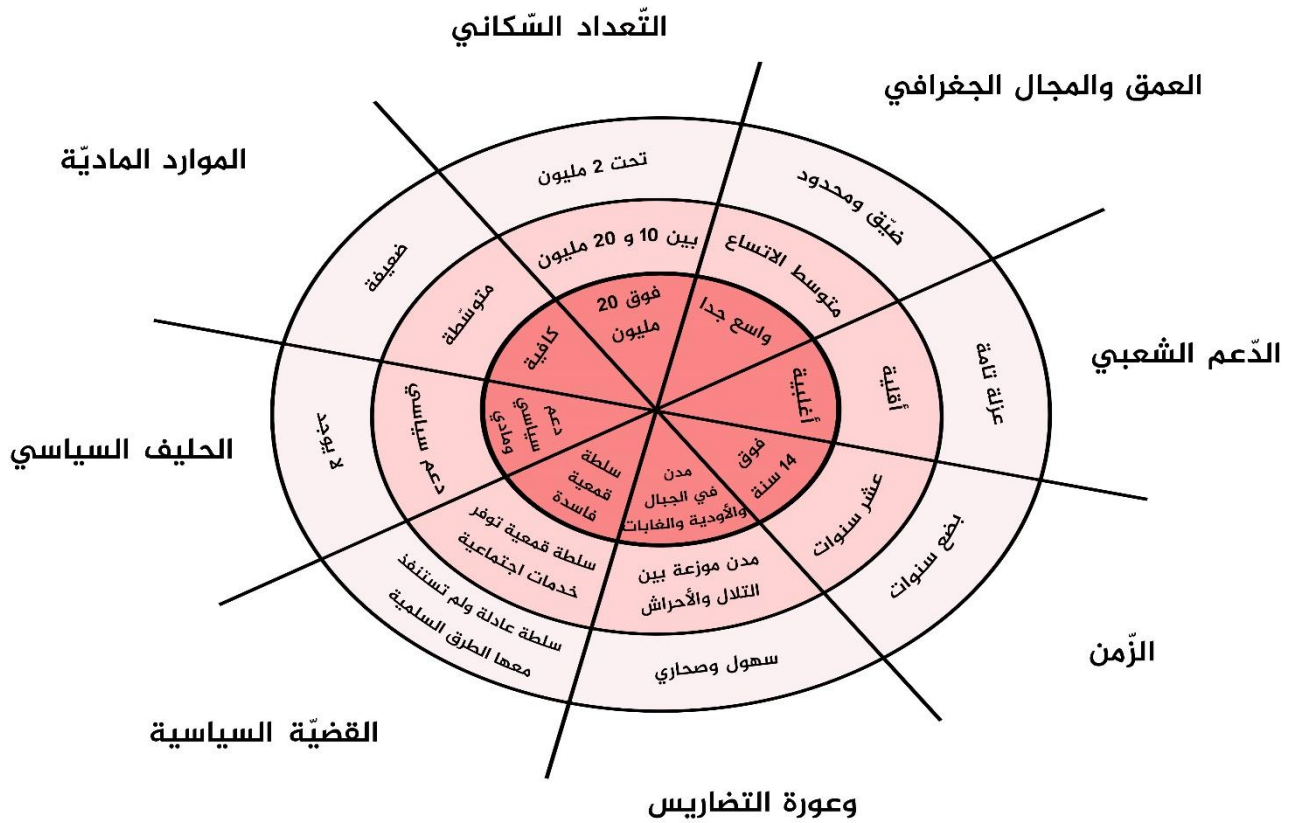 التّعداد السّكاني
تحت 2 مليون
بين 10 و 20 مليون
فوق 20
مليون
العمق والمجال الجغرافي
ضيّق ومحدود
متوسط الاتساع
واسع جدا
الدّعم الشعبي
عزلة تامة
أقلية
أغلبية
الزّمن
بضع سنوات
عشر سنوات
فوق
14 سنة
وعورة التضاريس
سهول وصحاري
مدن موزعة بين
التلال والأحراش
مدن
في الجبال
والأودية والغابات
القضيّة السياسية
سلطة عادلة ولم تستنفذ
معها الطرق السلمية
سلطة قمعية توفر
خدمات اجتماعية
سلطة
قمعية
فاسدة
الحليف السياسي
لا يوجد
دعم سياسي
دعم
سياسي
ومادي
الموارد الماديّة
ضعيفة
متوسّطة
كافية